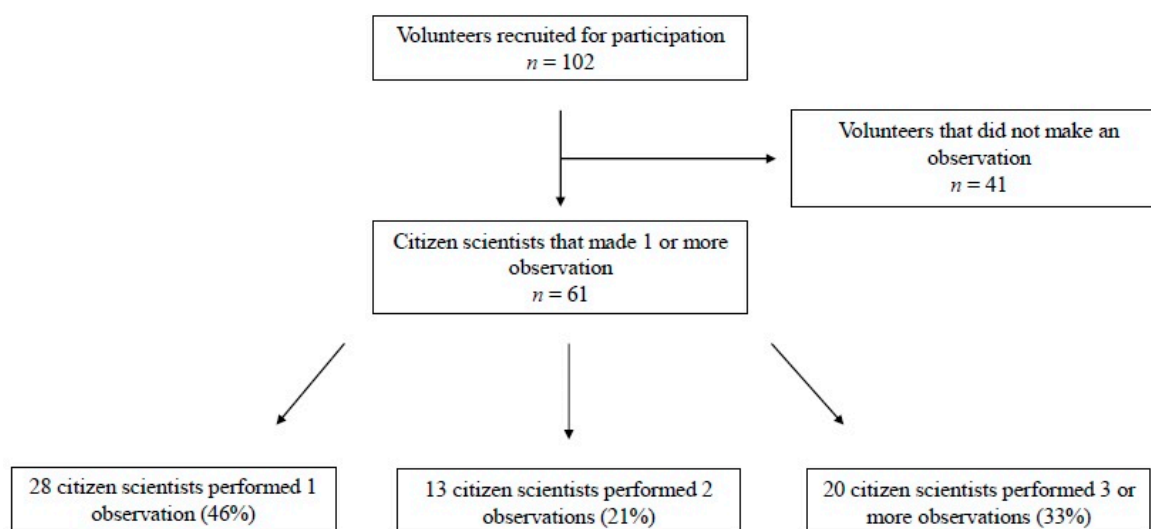 Volunteers recruited for participation
n = 102
Volunteers that did not make an
observation
n = 41
Citizen scientists that made 1 or more
observation
n = 61
28 citizen scientists performed 1
observation (46%)
13 citizen scientists performed 2
observations (21%)
20 citizen scientists performed 3 or
more observations (33%)